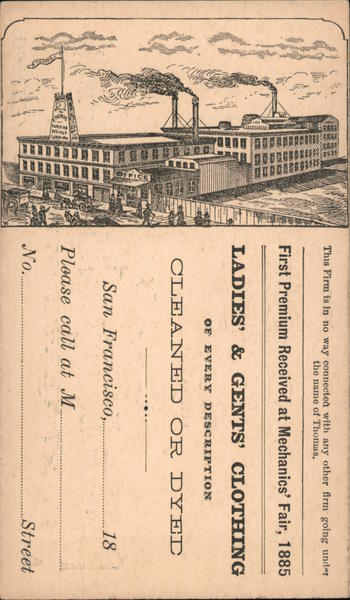 OFFICE
This Firm is in no way connected with any other firm going under
the name of Thomas.
First Premium Received at Mechanics' Fair, 1885
LADIES' & GENTS' CLOTHING
OF EVERY DESCRIPTION
CLEANED OR DYED
San Francisco, 18
Please call at M
No. Street